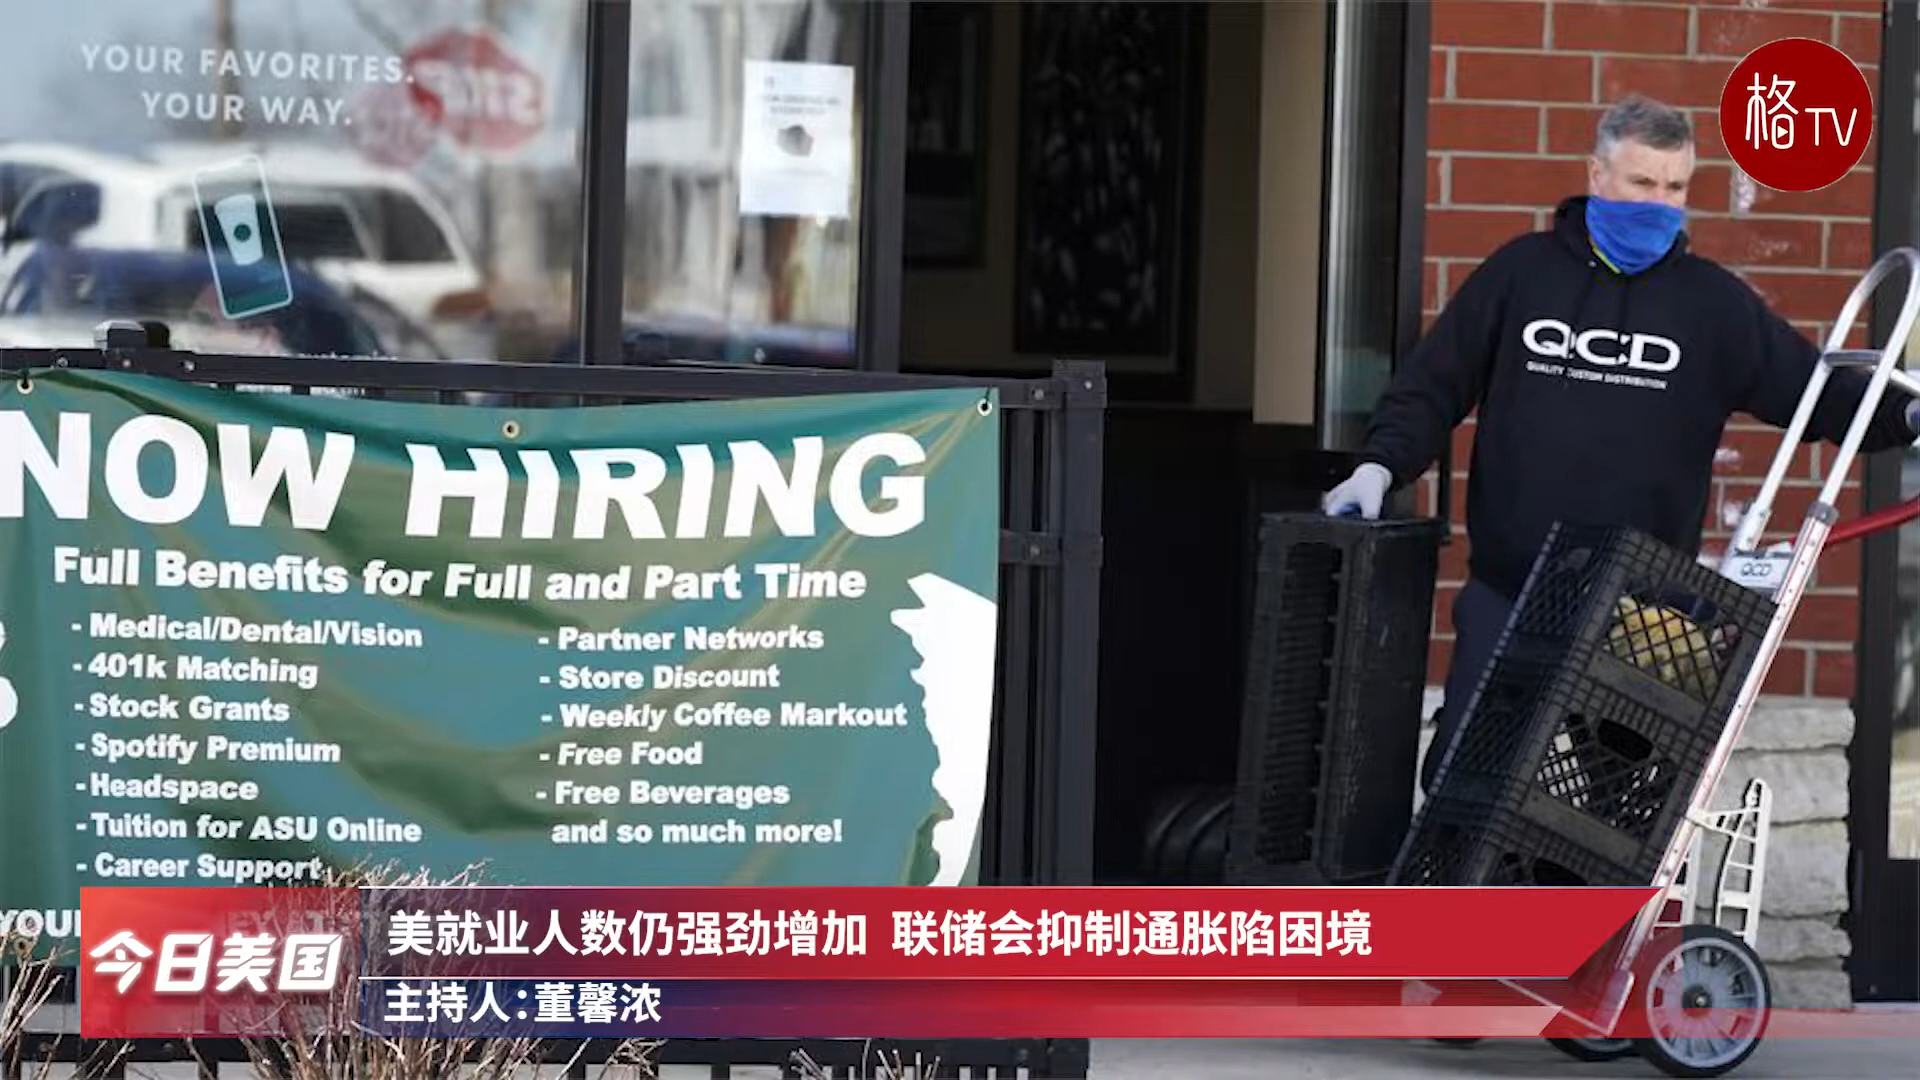 YOUR FAVORITES.
YOUR WAY.
格TV
QCD
QUALITY CUSTOM DISTRIBUTION
QCD
NOW HIRING
Full Benefits for Full and Part Time
- Medical/Dental/Vision
- 401k Matching
- Stock Grants
- Spotify Premium
- Headspace
- Tuition for ASU Online
- Career Support
- Partner Networks
- Store Discount
- Weekly Coffee Markout
- Free Food
- Free Beverages
and so much more!
今日美国
美就业人数仍强劲增加 联储会抑制通胀陷困境
主持人:董馨浓